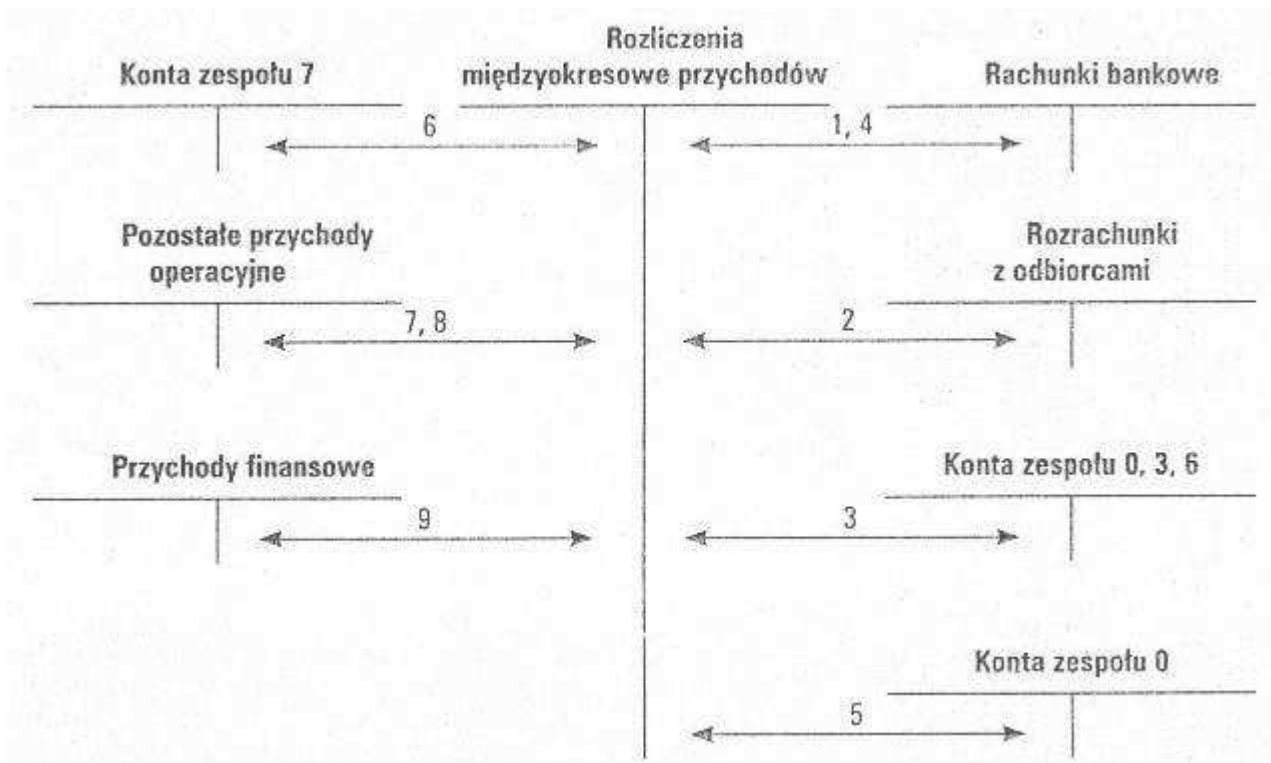 Konta zespołu 7
Rozliczenia
międzyokresowe przychodów
Rachunki bankowe
6
1, 4
Pozostałe przychody
operacyjne
Rozrachunki
z odbiorcami
7, 8
2
Przychody finansowe
Konta zespołu 0, 3, 6
9
3
Konta zespołu 0
5